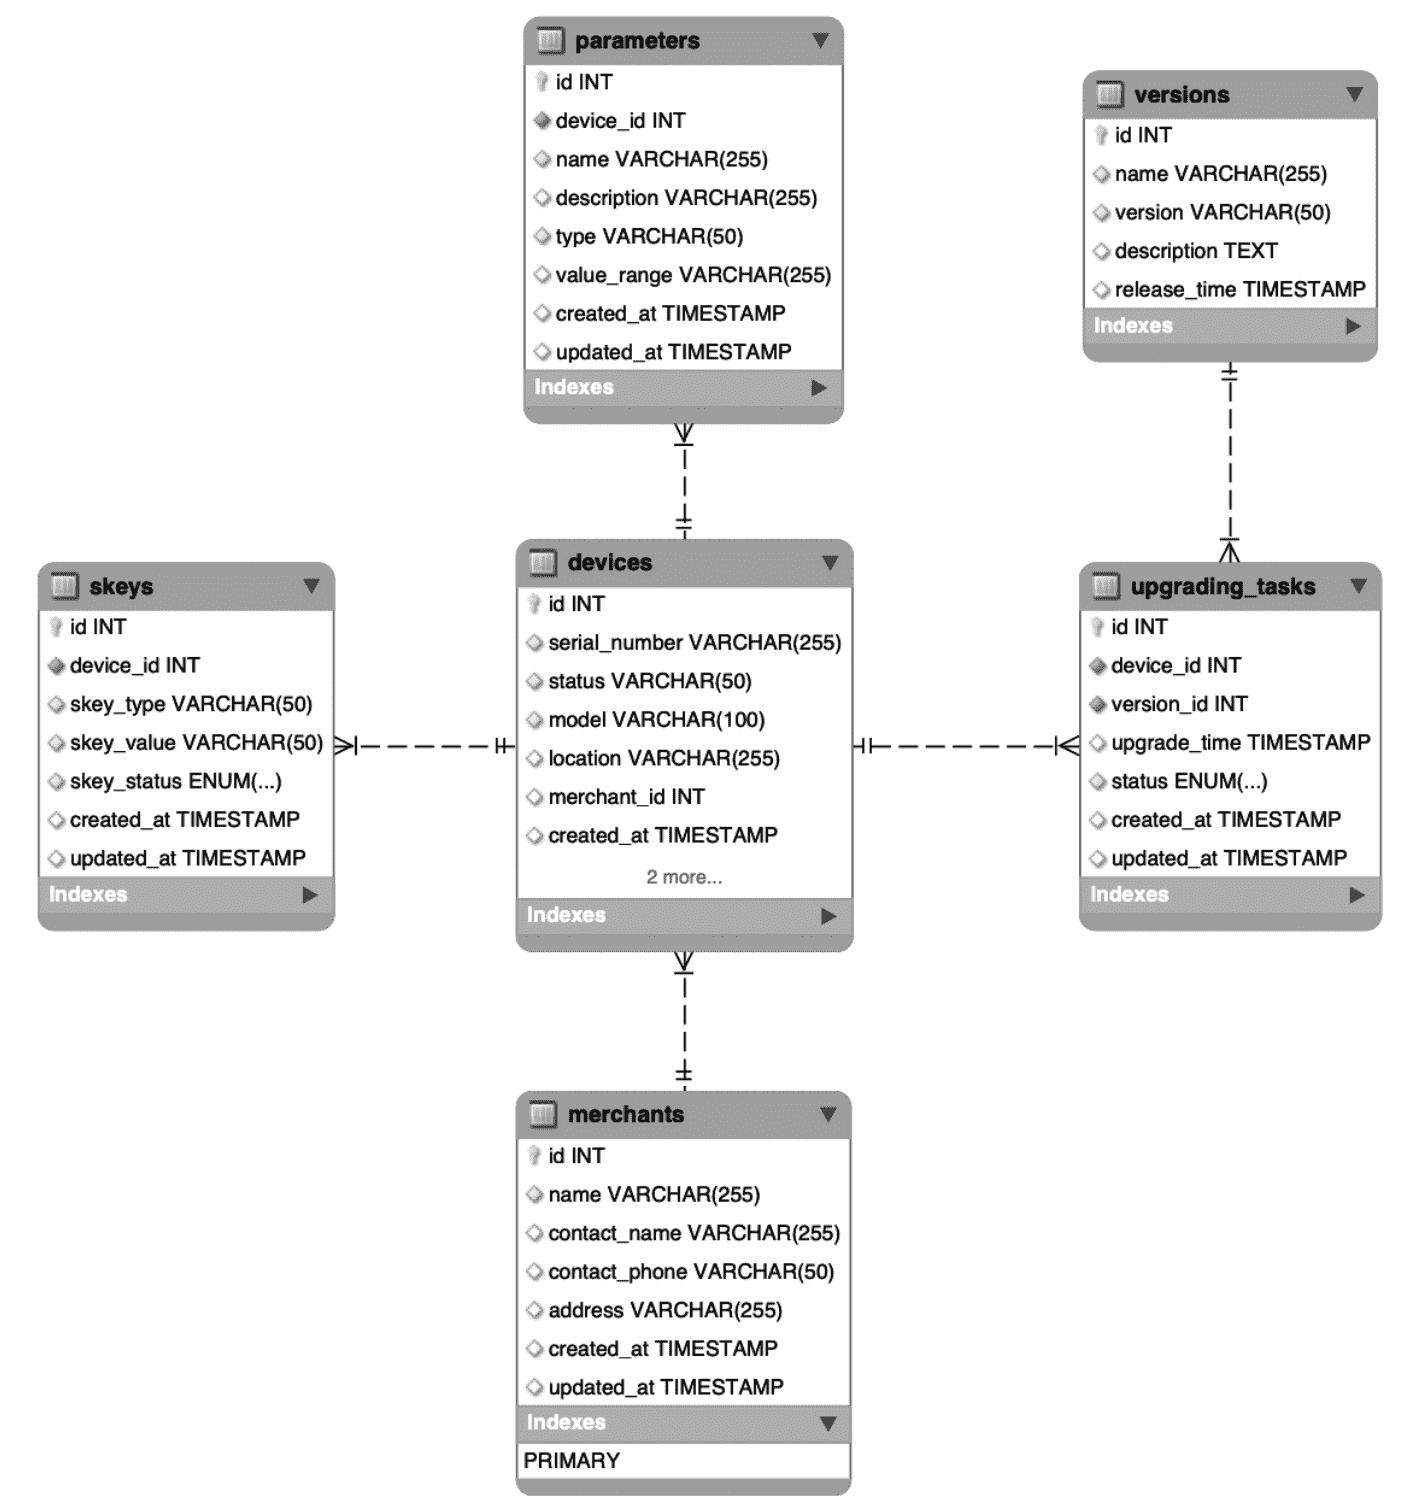 parameters
id INT
device_id INT
name VARCHAR(255)
description VARCHAR(255)
type VARCHAR(50)
value_range VARCHAR(255)
created_at TIMESTAMP
updated_at TIMESTAMP
Indexes
versions
id INT
name VARCHAR(255)
version VARCHAR(50)
description TEXT
release_time TIMESTAMP
Indexes
skeys
id INT
device_id INT
skey_type VARCHAR(50)
skey_value VARCHAR(50)
skey_status ENUM(...)
created_at TIMESTAMP
updated_at TIMESTAMP
Indexes
devices
id INT
serial_number VARCHAR(255)
status VARCHAR(50)
model VARCHAR(100)
location VARCHAR(255)
merchant_id INT
created_at TIMESTAMP
2 more...
Indexes
upgrading_tasks
id INT
device_id INT
version_id INT
upgrade_time TIMESTAMP
status ENUM(...)
created_at TIMESTAMP
updated_at TIMESTAMP
Indexes
merchants
id INT
name VARCHAR(255)
contact_name VARCHAR(255)
contact_phone VARCHAR(50)
address VARCHAR(255)
created_at TIMESTAMP
updated_at TIMESTAMP
Indexes
PRIMARY